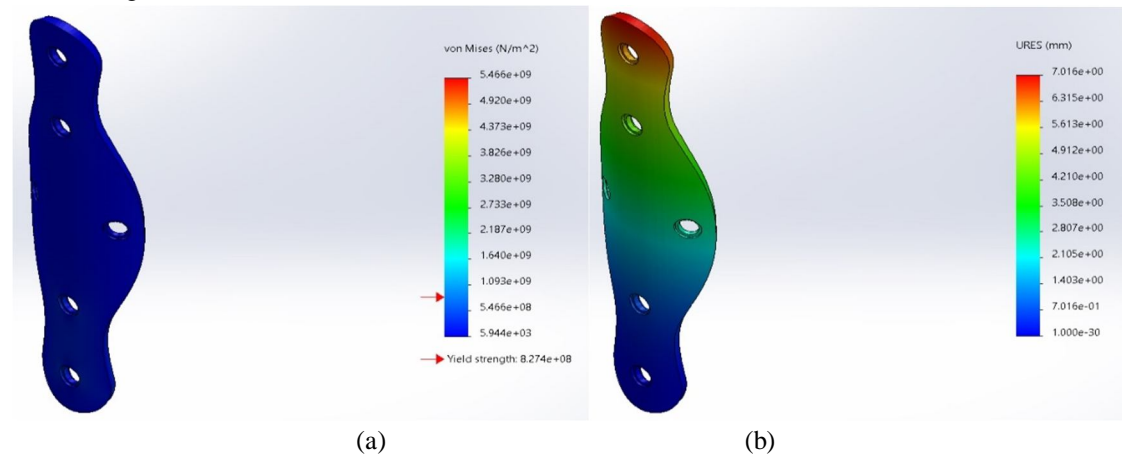 von Mises (N/m^2)
5.466e+09
4.920e+09
4.373e+09
3.826e+09
3.280e+09
2.733e+09
2.187e+09
1.640e+09
1.093e+09
5.466e+08
5.944e+03
Yield strength: 8.274e+08
URES (mm)
7.016e+00
6.315e+00
5.613e+00
4.912e+00
4.210e+00
3.508e+00
2.807e+00
2.105e+00
1.403e+00
7.016e-01
1.000e-30
(a)
(b)